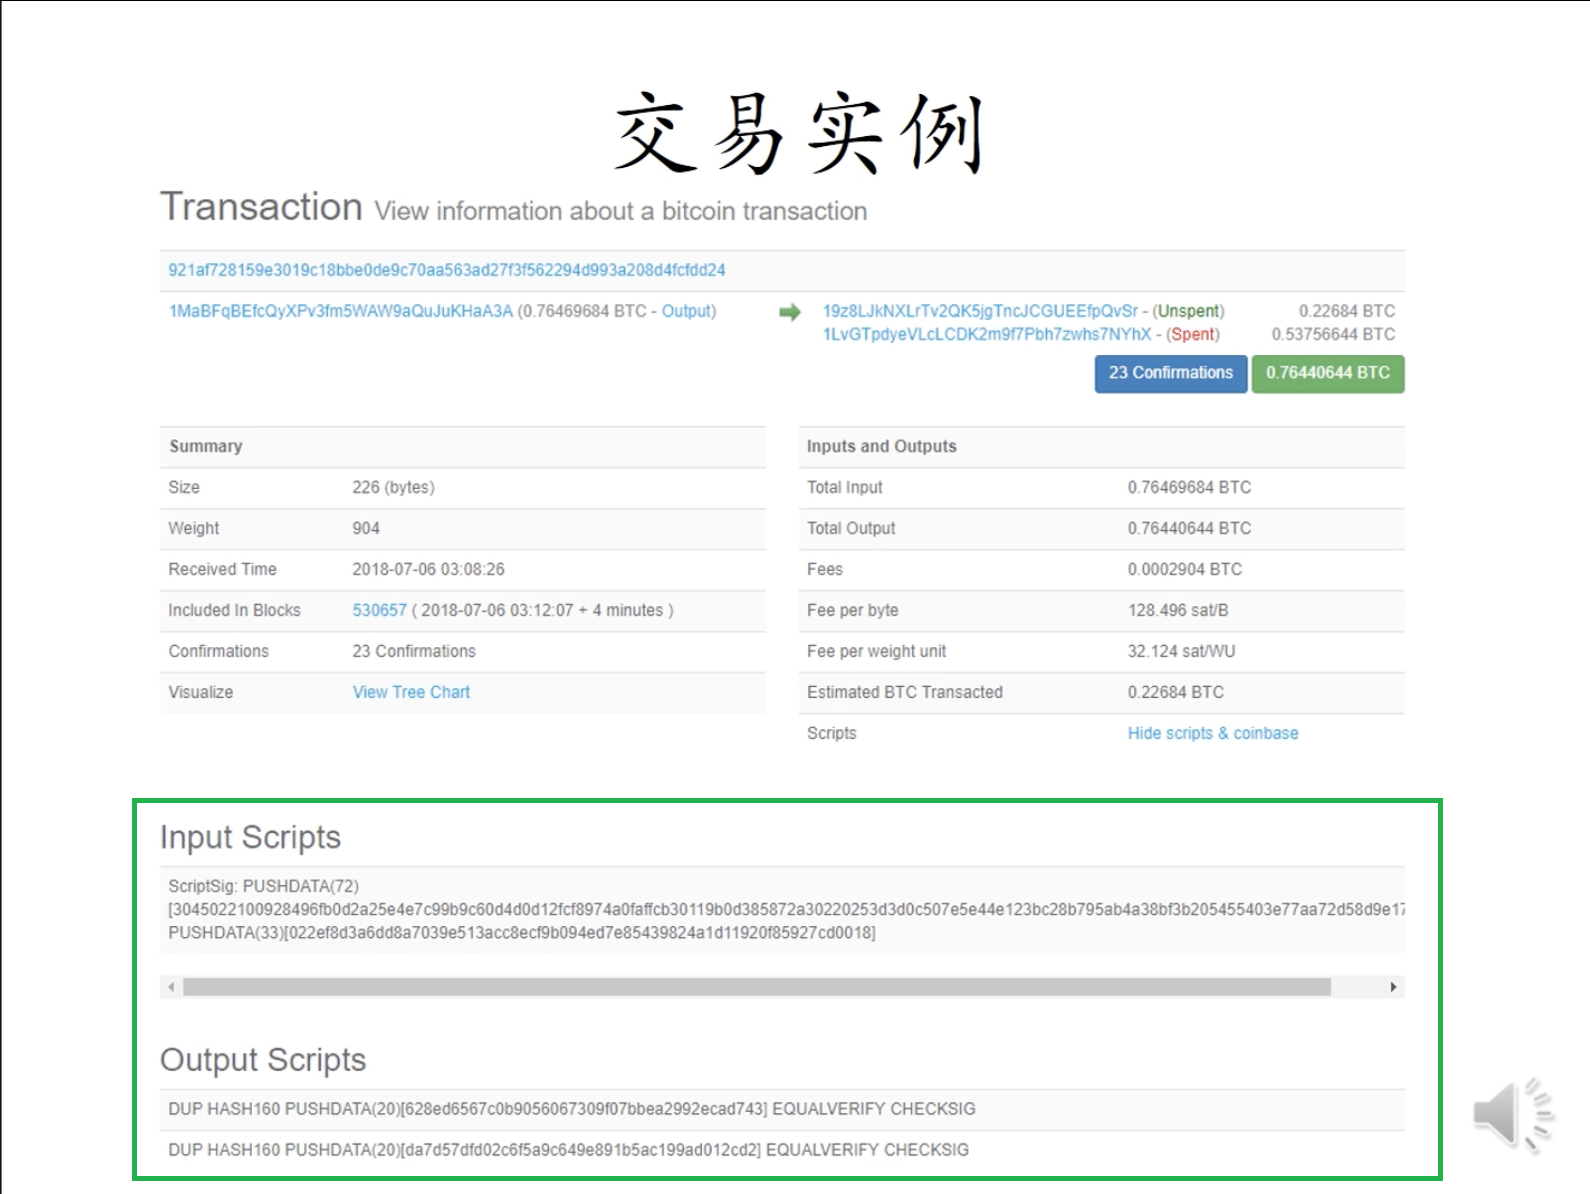 交易实例
Transaction View information about a bitcoin transaction
921af728159e3019c18bbe0de9c70aa563ad27f3f562294d993a208d4fcfdd24
1MaBFqBEfcQyXPv3fm5WAW9aQuJuKHaA3A (0.76469684 BTC - Output)
19z8LJkNXLrTv2QK5jgTncJCGUEEfpQvSr - (Unspent) 0.22684 BTC
1LvGTpdyeVLcLCDK2m9f7Pbh7zwhs7NYhX - (Spent) 0.53756644 BTC
23 Confirmations 0.76440644 BTC
Summary
Size 226 (bytes)
Weight 904
Received Time 2018-07-06 03:08:26
Included In Blocks 530657 ( 2018-07-06 03:12:07 + 4 minutes )
Confirmations 23 Confirmations
Visualize View Tree Chart
Inputs and Outputs
Total Input 0.76469684 BTC
Total Output 0.76440644 BTC
Fees 0.0002904 BTC
Fee per byte 128.496 sat/B
Fee per weight unit 32.124 sat/WU
Estimated BTC Transacted 0.22684 BTC
Scripts Hide scripts & coinbase
Input Scripts
ScriptSig: PUSHDATA(72)
[3045022100928496fb0d2a25e4e7c99b9c60d4d0d12fcf8974a0faffcb30119b0d385872a30220253d3d0c507e5e44e123bc28b795ab4a38bf3b205455403e77aa72d58d9e17
PUSHDATA(33)[022ef8d3a6dd8a7039e513acc8ecf9b094ed7e85439824a1d11920f85927cd0018]
Output Scripts
DUP HASH160 PUSHDATA(20)[628ed6567c0b9056067309f07bbea2992ecad743] EQUALVERIFY CHECKSIG
DUP HASH160 PUSHDATA(20)[da7d57dfd02c6f5a9c649e891b5ac199ad012cd2] EQUALVERIFY CHECKSIG